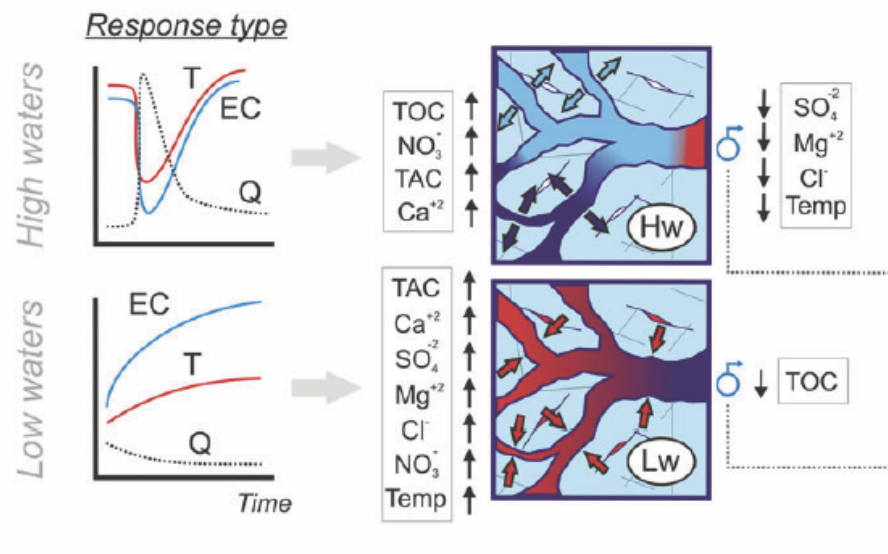 Response type
High waters
T
EC
Q
TOC
NO₃⁻
TAC
Ca⁺²
Hw
SO₄⁻²
Mg⁺²
Cl⁻
Temp
Low waters
EC
T
Q
Time
TAC
Ca⁺²
SO₄⁻²
Mg⁺²
Cl⁻
NO₃⁻
Temp
Lw
TOC